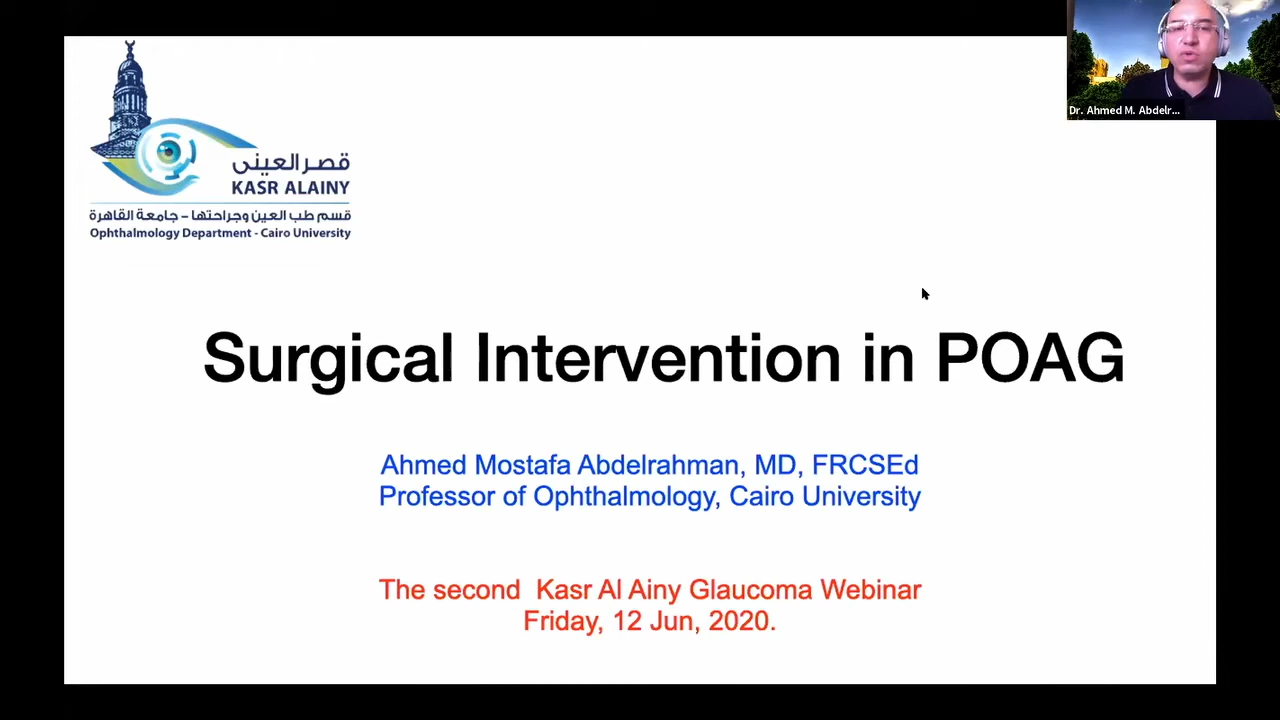 قصر العينى
KASR ALAINY
قسم طب العين وجراحتها - جامعة القاهرة
Ophthalmology Department - Cairo University
Dr. Ahmed M. Abdelr...
Surgical Intervention in POAG
Ahmed Mostafa Abdelrahman, MD, FRCSEd
Professor of Ophthalmology, Cairo University
The second Kasr Al Ainy Glaucoma Webinar
Friday, 12 Jun, 2020.